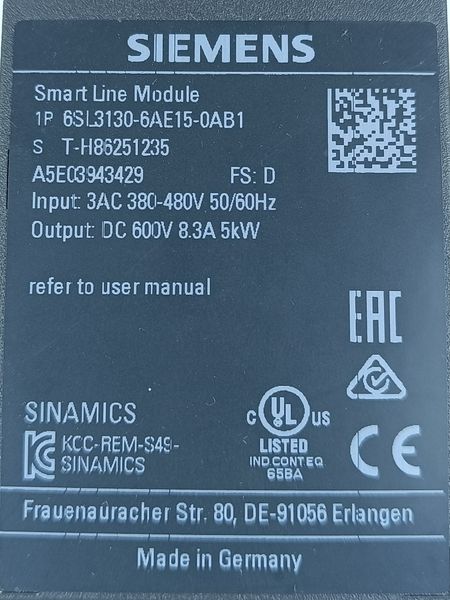 SIEMENS
Smart Line Module
1P 6SL3130-6AE15-0AB1
S T-H86251235
A5E03943429 FS: D
Input: 3AC 380-480V 50/60Hz
Output: DC 600V 8.3A 5kW
refer to user manual
EAC
SINAMICS
C UL US
LISTED
IND.CONT.EQ
65BA
KCC-REM-S49-
SINAMICS
CE
Frauenauracher Str. 80, DE-91056 Erlangen
Made in Germany